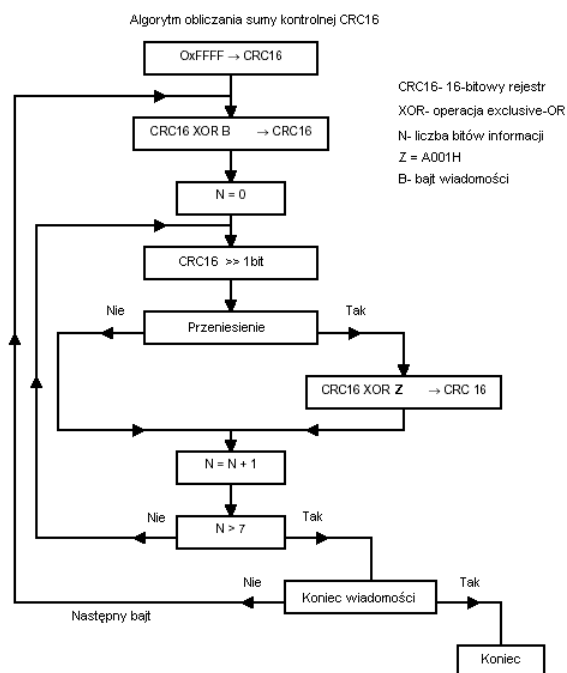 Algorytm obliczania sumy kontrolnej CRC16
OxFFFF → CRC16
CRC16- 16-bitowy rejestr
XOR- operacja exclusive-OR
N- liczba bitów informacji
Z = A001H
B- bajt wiadomości
CRC16 XOR B → CRC16
N = 0
CRC16 >> 1bit
Nie
Przeniesienie
Tak
CRC16 XOR Z → CRC 16
N = N + 1
Nie
N > 7
Tak
Nie
Koniec wiadomości
Tak
Następny bajt
Koniec